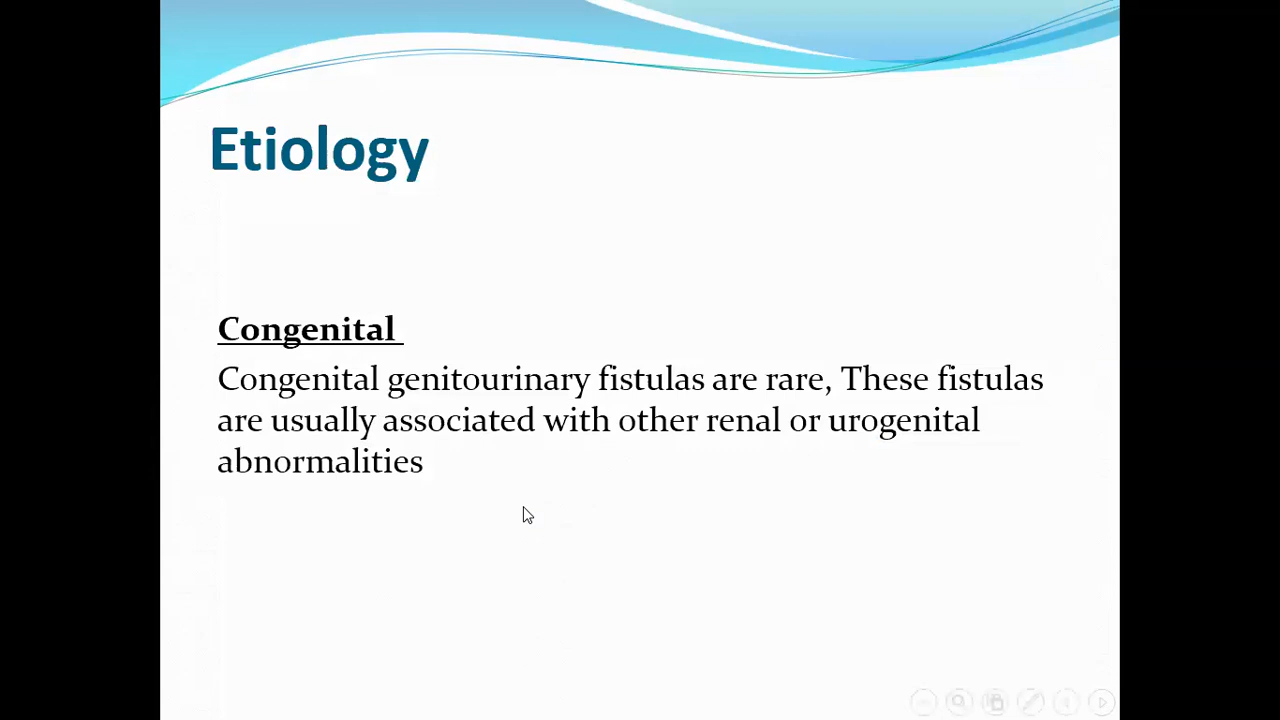 Etiology
Congenital
Congenital genitourinary fistulas are rare, These fistulas
are usually associated with other renal or urogenital
abnormalities